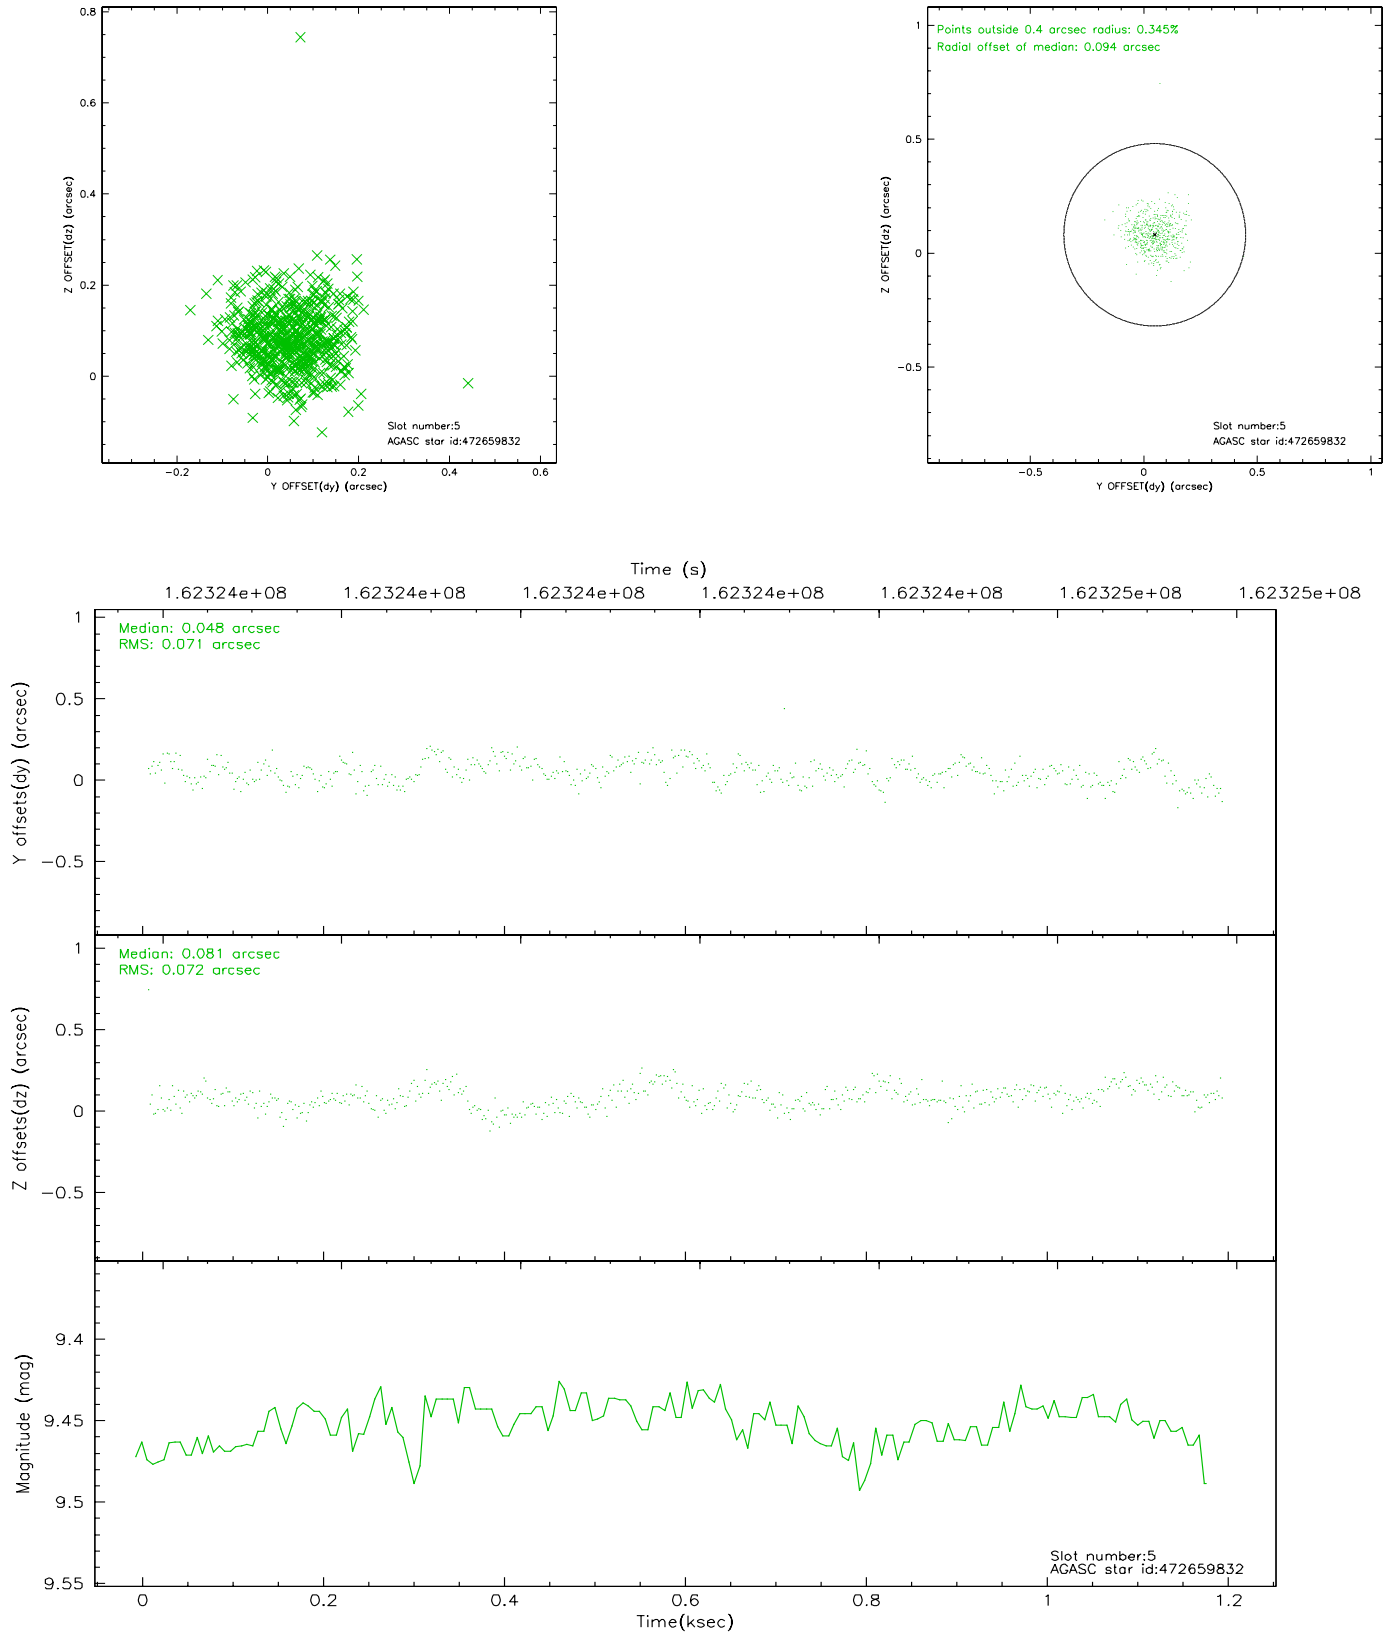 0.8
0.6
0.4
0.2
0
Z OFFSET(dz) (arcsec)
Slot number:5
AGASC star id:472659832
−0.2 0 0.2 0.4 0.6
Y OFFSET(dy) (arcsec)
Points outside 0.4 arcsec radius: 0.345%
Radial offset of median: 0.094 arcsec
1
0.5
0
−0.5
Z OFFSET(dz) (arcsec)
Slot number:5
AGASC star id:472659832
−0.5 0 0.5 1
Y OFFSET(dy) (arcsec)
Time (s)
1.62324e+08 1.62324e+08 1.62324e+08 1.62324e+08 1.62324e+08 1.62325e+08 1.62325e+08
Median: 0.048 arcsec
RMS: 0.071 arcsec
1
0.5
0
−0.5
Y offsets(dy) (arcsec)
Median: 0.081 arcsec
RMS: 0.072 arcsec
1
0.5
0
−0.5
Z offsets(dz) (arcsec)
9.4
9.45
9.5
9.55
Magnitude (mag)
Slot number:5
AGASC star id:472659832
0 0.2 0.4 0.6 0.8 1 1.2
Time(ksec)